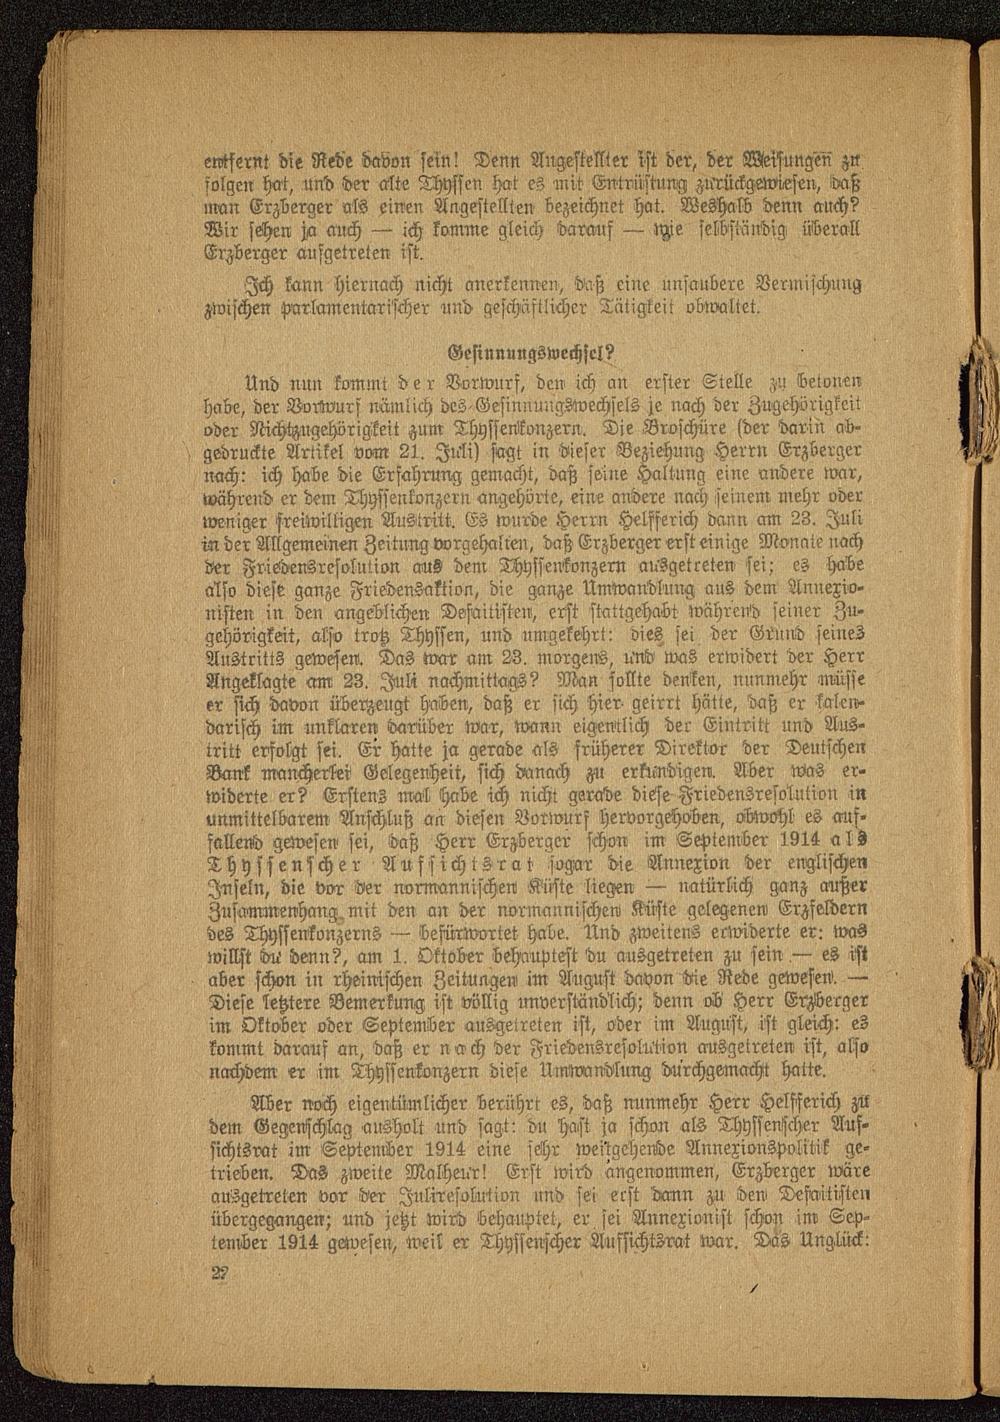 entfernt die Rede davon sein! Denn Angestellter ist der, der Weisungen zu
folgen hat, und der alte Thyssen hat es mit Entrüstung zurückgewiesen, daß
man Erzberger als einen Angestellten bezeichnet hat. Weshalb denn auch?
Wir sehen ja auch — ich komme gleich darauf — wie selbständig überall
Erzberger aufgetreten ist.
Ich kann hiernach nicht anerkennen, daß eine unsaubere Vermischung
zwischen parlamentarischer und geschäftlicher Tätigkeit obwaltet.
Gesinnungswechsel?
Und nun kommt der Vorwurf, den ich an erster Stelle zu betonen
habe, der Vorwurf nämlich des Gesinnungswechsels je nach der Zugehörigkeit
oder Nichtzugehörigkeit zum Thyssenkonzern. Die Broschüre (der darin ab-
gedruckte Artikel vom 21. Juli) sagt in dieser Beziehung Herrn Erzberger
nach: ich habe die Erfahrung gemacht, daß seine Haltung eine andere war,
während er dem Thyssenkonzern angehörte, eine andere nach seinem mehr oder
weniger freiwilligen Austritt. Es wurde Herrn Helfferich dann am 23. Juli
in der Allgemeinen Zeitung vorgehalten, daß Erzberger erst einige Monate nach
der Friedensresolution aus dem Thyssenkonzern ausgetreten sei; es habe
also diese ganze Friedensaktion, die ganze Umwandlung aus dem Annexio-
nisten in den angeblichen Defaitisten, erst stattgehabt während seiner Zu-
gehörigkeit, also trotz Thyssen, und umgekehrt: dies sei der Grund seines
Austritts gewesen. Das war am 23. morgens, und was erwidert der Herr
Angeklagte am 23. Juli nachmittags? Man sollte denken, nunmehr müsse
er sich davon überzeugt haben, daß er sich hier geirrt hätte, daß er kalen-
darisch im unklaren darüber war, wann eigentlich der Eintritt und Aus-
tritt erfolgt sei. Er hatte ja gerade als früherer Direktor der Deutschen
Bank mancherlei Gelegenheit, sich danach zu erkundigen. Aber was er-
widerte er? Erstens mal habe ich nicht gerade diese Friedensresolution in
unmittelbarem Anschluß an diesen Vorwurf hervorgehoben, obwohl es auf-
fallend gewesen sei, daß Herr Erzberger schon im September 1914 als
Thyssenscher Aufsichtsrat sogar die Annexion der englischen
Inseln, die vor der normannischen Küste liegen — natürlich ganz außer
Zusammenhang mit den an der normannischen Küste gelegenen Erzfeldern
des Thyssenkonzerns — befürwortet habe. Und zweitens erwiderte er: was
willst du denn?, am 1. Oktober behauptest du ausgetreten zu sein — es ist
aber schon in rheinischen Zeitungen im August davon die Rede gewesen. —
Diese letztere Bemerkung ist völlig unverständlich; denn ob Herr Erzberger
im Oktober oder September ausgetreten ist, oder im August, ist gleich: es
kommt darauf an, daß er nach der Friedensresolution ausgetreten ist, also
nachdem er im Thyssenkonzern diese Umwandlung durchgemacht hatte.
Aber noch eigentümlicher berührt es, daß nunmehr Herr Helfferich zu
dem Gegenschlag ausholt und sagt: du hast ja schon als Thyssenscher Auf-
sichtsrat im September 1914 eine sehr weitgehende Annexionspolitik ge-
trieben. Das zweite Malheur! Erst wird angenommen, Erzberger wäre
ausgetreten vor der Juliresolution und sei erst dann zu den Defaitisten
übergegangen; und jetzt wird behauptet, er sei Annexionist schon im Sep-
tember 1914 gewesen, weil er Thyssenscher Aufsichtsrat war. Das Unglück: